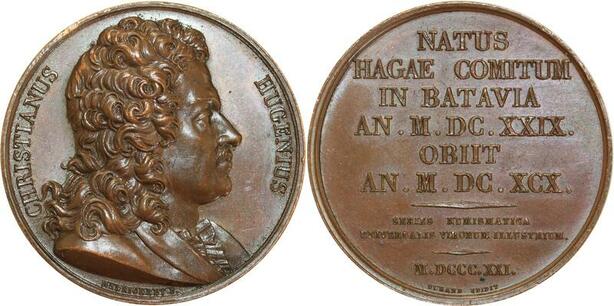 CHRISTIANUS
HUGENIUS
NATUS
HAGAE COMITUM
IN BATAVIA
AN . M . DC . XXIX .
OBIIT
AN . M . DC . XCX .
SERIES NUMISMATICA
UNIVERSALIS VIRORUM ILLUSTRIUM .
M . DCCC . XXI .
DURAND EDIDIT